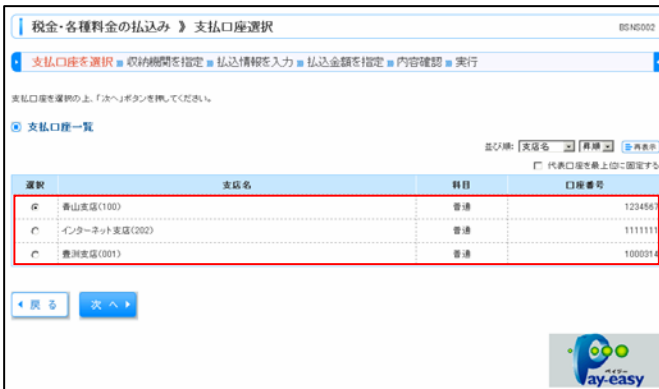 税金・各種料金の払込み 》 支払口座選択
BSNS002
支払口座を選択 収納機関を指定 払込情報を入力 払込金額を指定 内容確認 実行
支払口座を選択の上、「次へ」ボタンを押してください。
支払口座一覧
並び順: 支店名 昇順 再表示
代表口座を最上位に固定する
選択 支店名 科目 口座番号
青山支店(100) 普通 1234567
インターネット支店(202) 普通 1111111
豊洲支店(001) 普通 1000314
戻る 次へ
ペイジー
Pay-easy